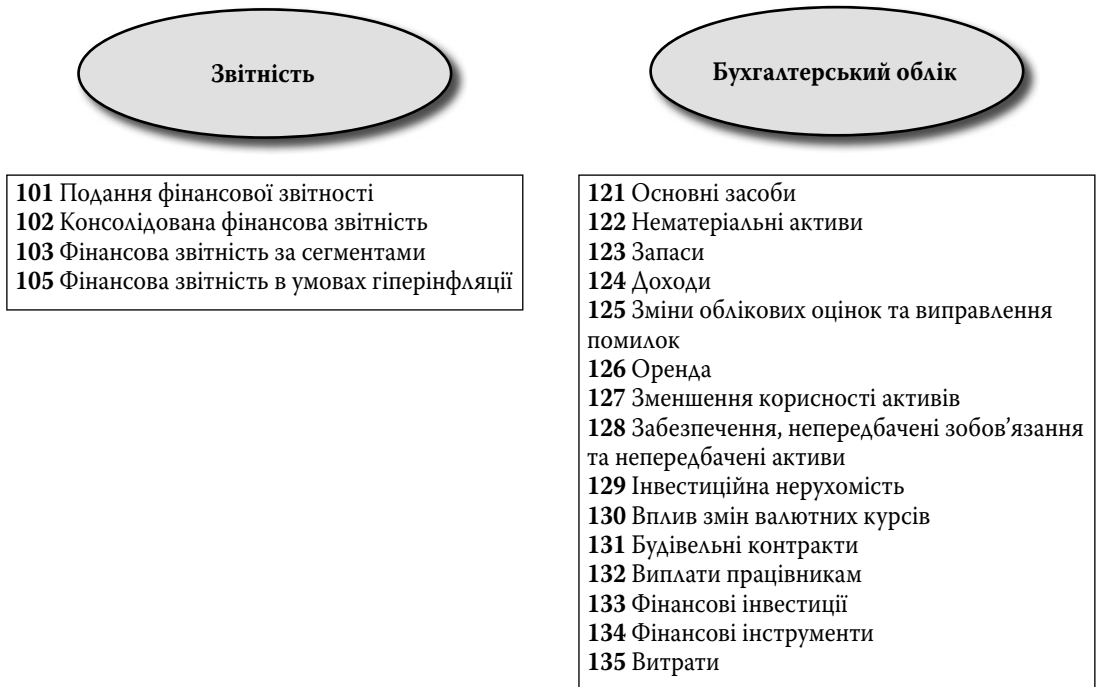 Звітність
101 Подання фінансової звітності
102 Консолідована фінансова звітність
103 Фінансова звітність за сегментами
105 Фінансова звітність в умовах гіперінфляції
Бухгалтерський облік
121 Основні засоби
122 Нематеріальні активи
123 Запаси
124 Доходи
125 Зміни облікових оцінок та виправлення
помилок
126 Оренда
127 Зменшення корисності активів
128 Забезпечення, непередбачені зобов’язання
та непередбачені активи
129 Інвестиційна нерухомість
130 Вплив змін валютних курсів
131 Будівельні контракти
132 Виплати працівникам
133 Фінансові інвестиції
134 Фінансові інструменти
135 Витрати